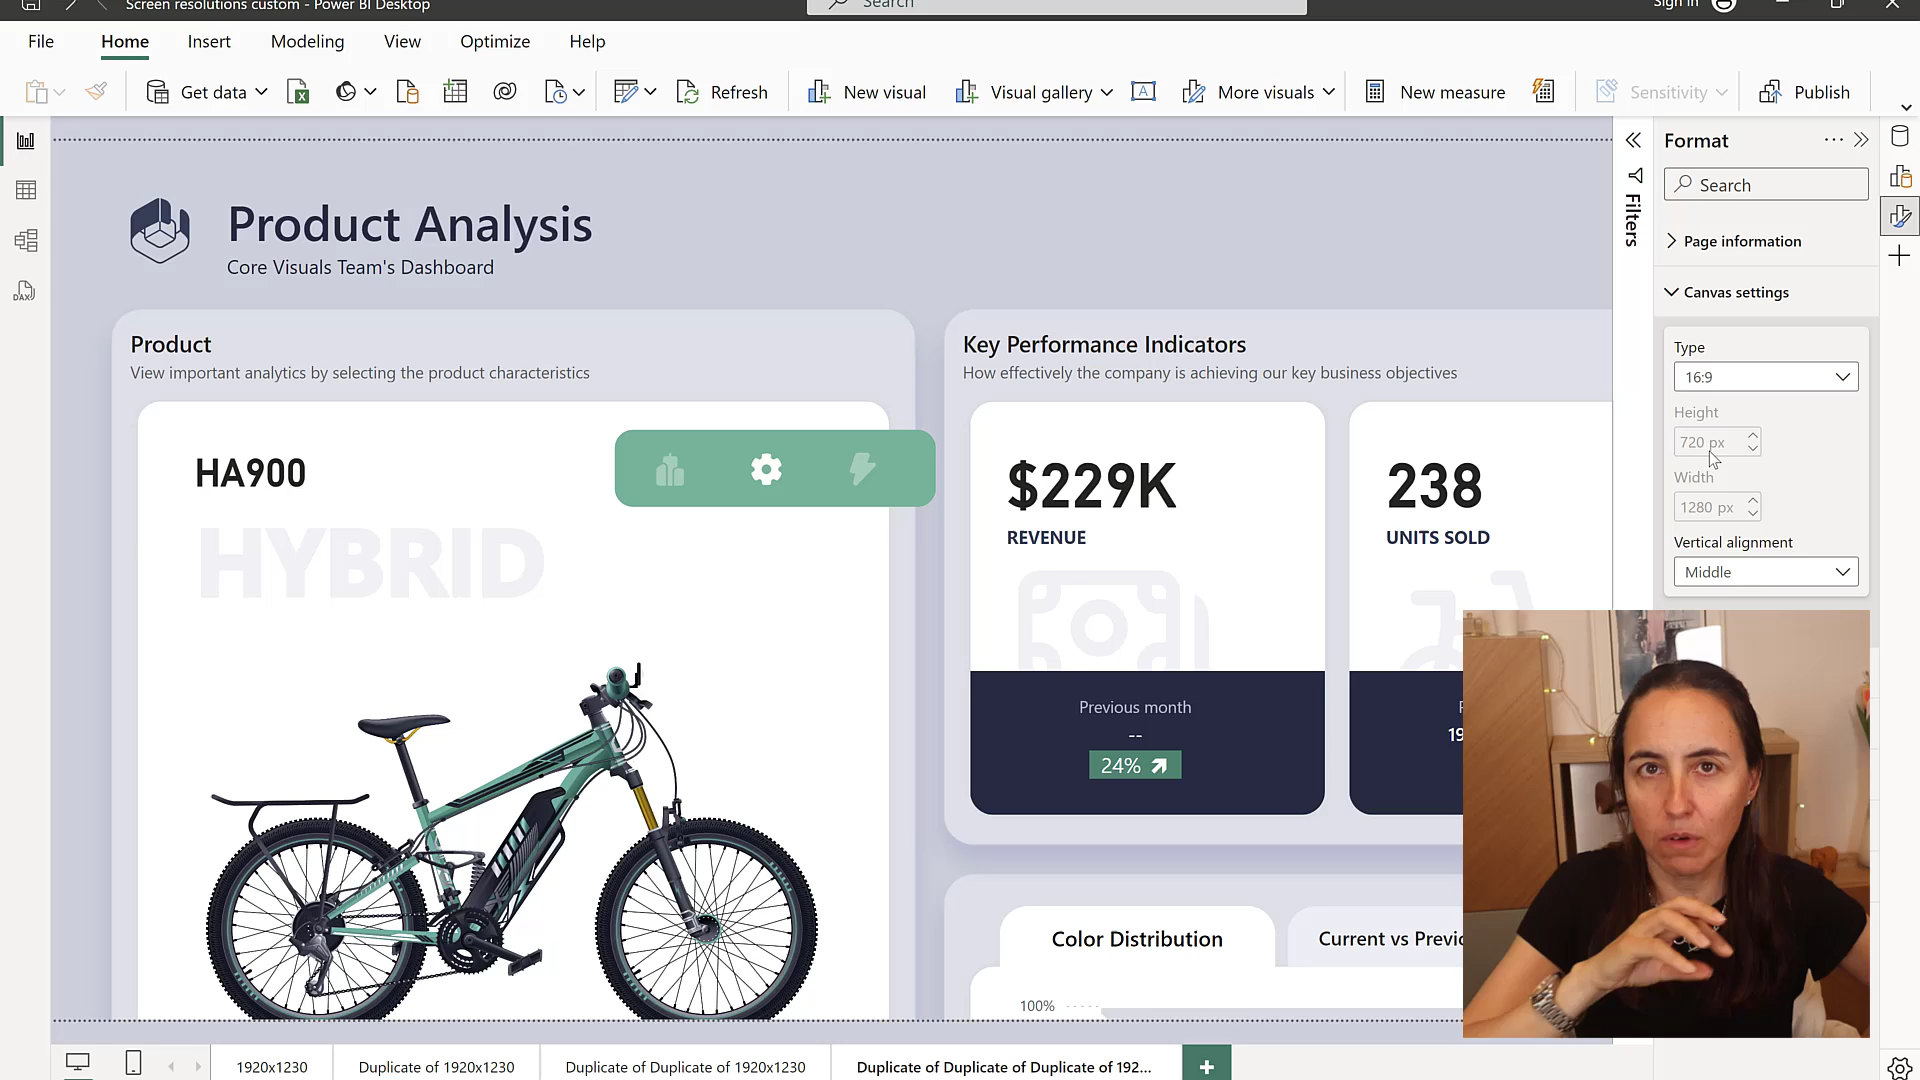 Screen resolutions custom - Power BI Desktop
Search
Sign in
File
Home
Insert
Modeling
View
Optimize
Help
Get data
Refresh
New visual
Visual gallery
A
More visuals
New measure
Sensitivity
Publish
DAX
Product Analysis
Core Visuals Team's Dashboard
Product
View important analytics by selecting the product characteristics
HA900
HYBRID
Key Performance Indicators
How effectively the company is achieving our key business objectives
$229K
REVENUE
Previous month
--
24%
238
UNITS SOLD
P
19
Color Distribution
Current vs Previo
100%
Filters
Format
Search
Page information
Canvas settings
Type
16:9
Height
720 px
Width
1280 px
Vertical alignment
Middle
1920x1230
Duplicate of 1920x1230
Duplicate of Duplicate of 1920x1230
Duplicate of Duplicate of Duplicate of 192...